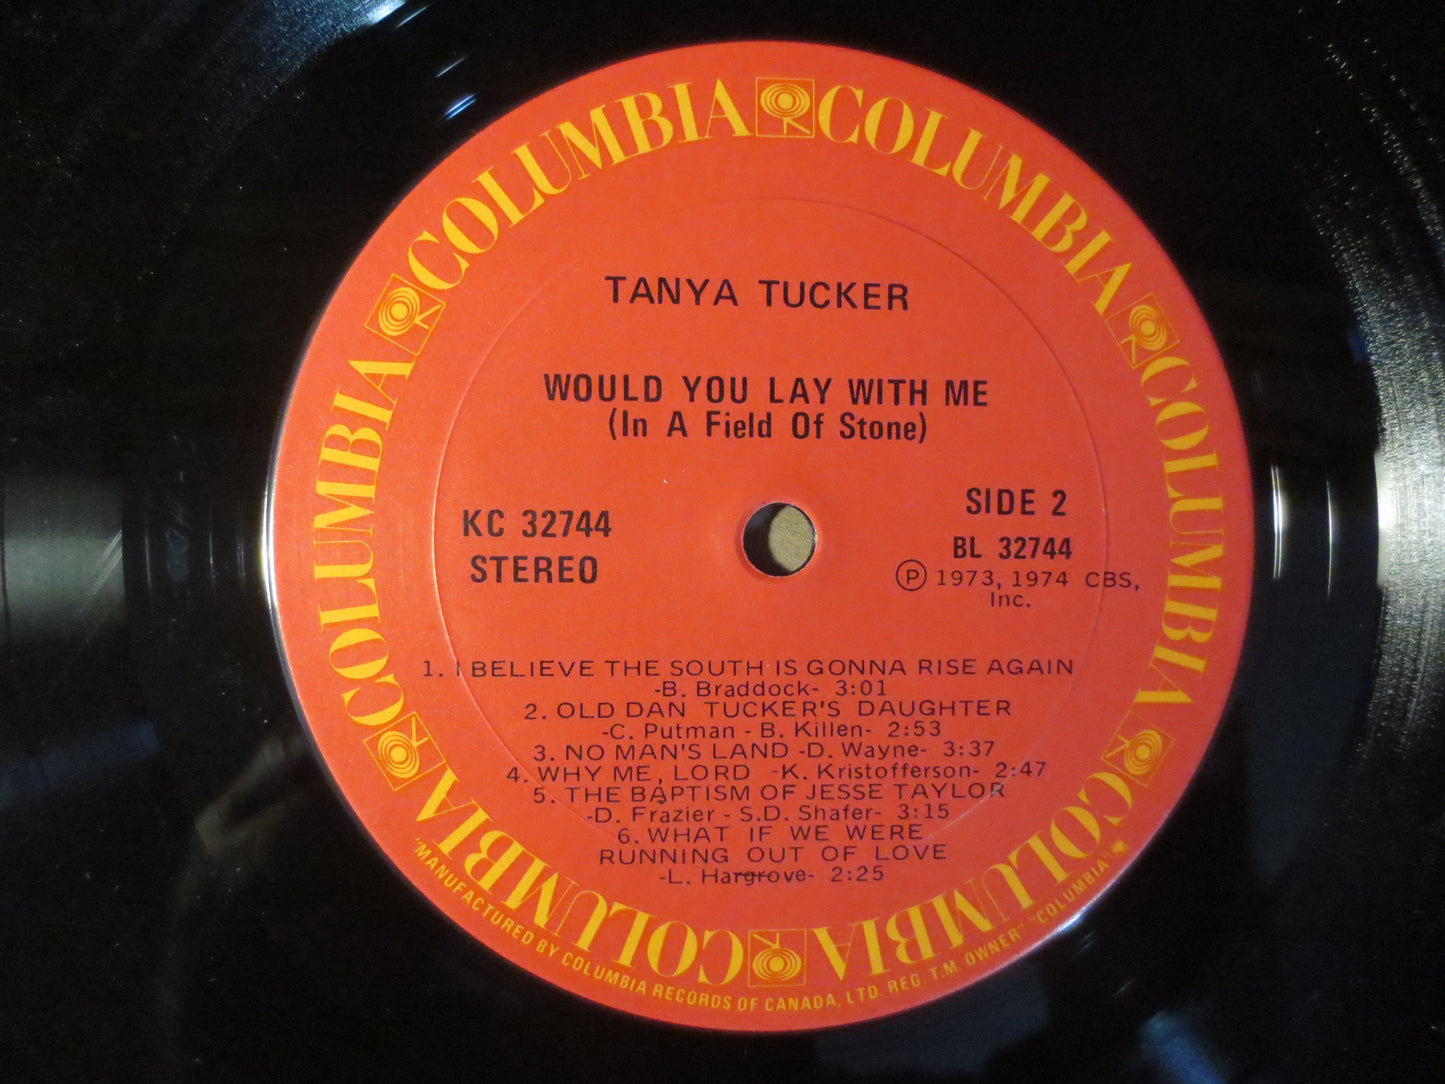 COLUMBIA COLUMBIA COLUMBIA COLUMBIA COLUMBIA COLUMBIA
TANYA TUCKER
WOULD YOU LAY WITH ME
(In A Field Of Stone)
KC 32744
STEREO
SIDE 2
BL 32744
Ⓟ 1973, 1974 CBS,
Inc.
1. I BELIEVE THE SOUTH IS GONNA RISE AGAIN
-B. Braddock- 3:01
2. OLD DAN TUCKER'S DAUGHTER
-C. Putman - B. Killen- 2:53
3. NO MAN'S LAND -D. Wayne- 3:37
4. WHY ME, LORD -K. Kristofferson- 2:47
5. THE BAPTISM OF JESSE TAYLOR
-D. Frazier - S.D. Shafer- 3:15
6. WHAT IF WE WERE
RUNNING OUT OF LOVE
-L. Hargrove- 2:25
"MANUFACTURED BY COLUMBIA RECORDS OF CANADA, LTD. REG. T.M. OWNER" "COLUMBIA"